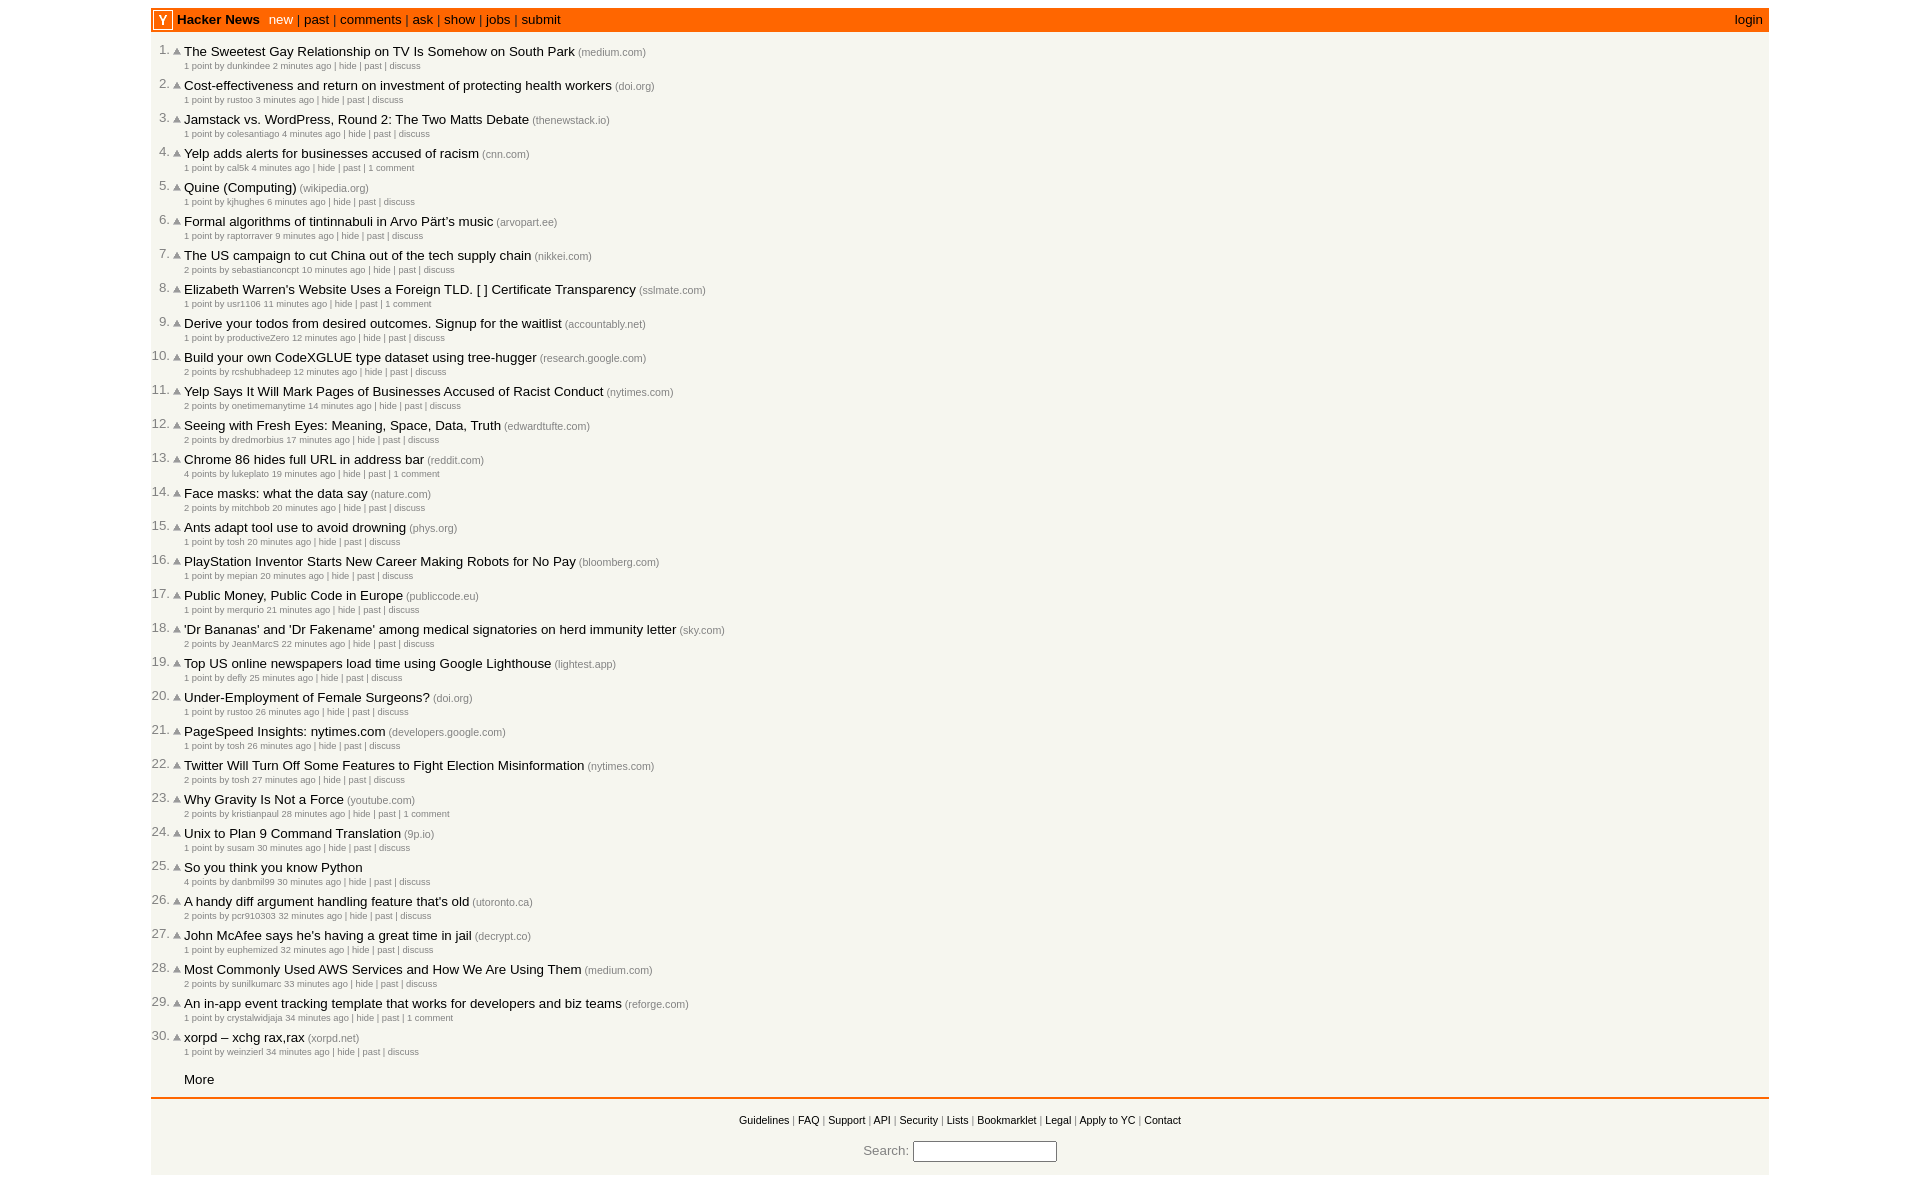 Y Hacker News new | past | comments | ask | show | jobs | submit login
1. ▲ The Sweetest Gay Relationship on TV Is Somehow on South Park (medium.com)
1 point by dunkindee 2 minutes ago | hide | past | discuss
2. ▲ Cost-effectiveness and return on investment of protecting health workers (doi.org)
1 point by rustoo 3 minutes ago | hide | past | discuss
3. ▲ Jamstack vs. WordPress, Round 2: The Two Matts Debate (thenewstack.io)
1 point by colesantiago 4 minutes ago | hide | past | discuss
4. ▲ Yelp adds alerts for businesses accused of racism (cnn.com)
1 point by cal5k 4 minutes ago | hide | past | 1 comment
5. ▲ Quine (Computing) (wikipedia.org)
1 point by kjhughes 6 minutes ago | hide | past | discuss
6. ▲ Formal algorithms of tintinnabuli in Arvo Pärt's music (arvopart.ee)
1 point by raptorraver 9 minutes ago | hide | past | discuss
7. ▲ The US campaign to cut China out of the tech supply chain (nikkei.com)
2 points by sebastianconcpt 10 minutes ago | hide | past | discuss
8. ▲ Elizabeth Warren's Website Uses a Foreign TLD. [ ] Certificate Transparency (sslmate.com)
1 point by usr1106 11 minutes ago | hide | past | 1 comment
9. ▲ Derive your todos from desired outcomes. Signup for the waitlist (accountably.net)
1 point by productiveZero 12 minutes ago | hide | past | discuss
10. ▲ Build your own CodeXGLUE type dataset using tree-hugger (research.google.com)
2 points by rcshubhadeep 12 minutes ago | hide | past | discuss
11. ▲ Yelp Says It Will Mark Pages of Businesses Accused of Racist Conduct (nytimes.com)
2 points by onetimemanytime 14 minutes ago | hide | past | discuss
12. ▲ Seeing with Fresh Eyes: Meaning, Space, Data, Truth (edwardtufte.com)
2 points by dredmorbius 17 minutes ago | hide | past | discuss
13. ▲ Chrome 86 hides full URL in address bar (reddit.com)
4 points by lukeplato 19 minutes ago | hide | past | 1 comment
14. ▲ Face masks: what the data say (nature.com)
2 points by mitchbob 20 minutes ago | hide | past | discuss
15. ▲ Ants adapt tool use to avoid drowning (phys.org)
1 point by tosh 20 minutes ago | hide | past | discuss
16. ▲ PlayStation Inventor Starts New Career Making Robots for No Pay (bloomberg.com)
1 point by mepian 20 minutes ago | hide | past | discuss
17. ▲ Public Money, Public Code in Europe (publiccode.eu)
1 point by merqurio 21 minutes ago | hide | past | discuss
18. ▲ 'Dr Bananas' and 'Dr Fakename' among medical signatories on herd immunity letter (sky.com)
2 points by JeanMarcS 22 minutes ago | hide | past | discuss
19. ▲ Top US online newspapers load time using Google Lighthouse (lightest.app)
1 point by defly 25 minutes ago | hide | past | discuss
20. ▲ Under-Employment of Female Surgeons? (doi.org)
1 point by rustoo 26 minutes ago | hide | past | discuss
21. ▲ PageSpeed Insights: nytimes.com (developers.google.com)
1 point by tosh 26 minutes ago | hide | past | discuss
22. ▲ Twitter Will Turn Off Some Features to Fight Election Misinformation (nytimes.com)
2 points by tosh 27 minutes ago | hide | past | discuss
23. ▲ Why Gravity Is Not a Force (youtube.com)
2 points by kristianpaul 28 minutes ago | hide | past | 1 comment
24. ▲ Unix to Plan 9 Command Translation (9p.io)
1 point by susam 30 minutes ago | hide | past | discuss
25. ▲ So you think you know Python
4 points by danbmil99 30 minutes ago | hide | past | discuss
26. ▲ A handy diff argument handling feature that's old (utoronto.ca)
2 points by pcr910303 32 minutes ago | hide | past | discuss
27. ▲ John McAfee says he's having a great time in jail (decrypt.co)
1 point by euphemized 32 minutes ago | hide | past | discuss
28. ▲ Most Commonly Used AWS Services and How We Are Using Them (medium.com)
2 points by sunilkumarc 33 minutes ago | hide | past | discuss
29. ▲ An in-app event tracking template that works for developers and biz teams (reforge.com)
1 point by crystalwidjaja 34 minutes ago | hide | past | 1 comment
30. ▲ xorpd – xchg rax,rax (xorpd.net)
1 point by weinzierl 34 minutes ago | hide | past | discuss
More
Guidelines | FAQ | Support | API | Security | Lists | Bookmarklet | Legal | Apply to YC | Contact
Search: